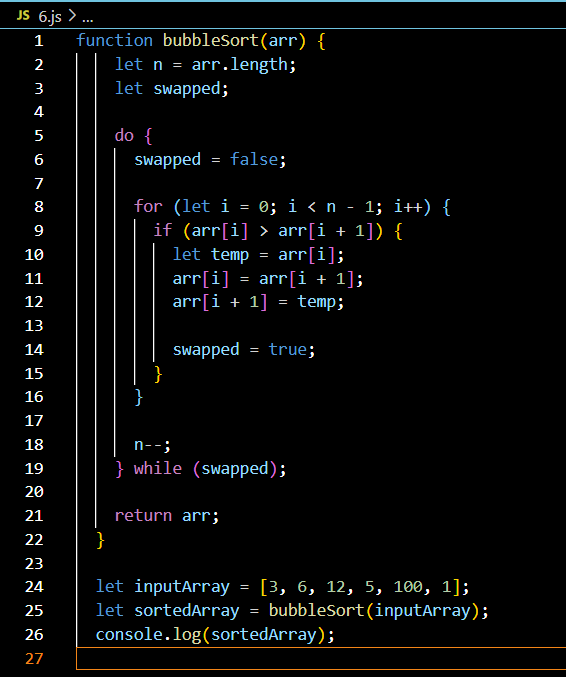 JS 6.js > ...
1 function bubbleSort(arr) {
2 let n = arr.length;
3 let swapped;
4
5 do {
6 swapped = false;
7
8 for (let i = 0; i < n - 1; i++) {
9 if (arr[i] > arr[i + 1]) {
10 let temp = arr[i];
11 arr[i] = arr[i + 1];
12 arr[i + 1] = temp;
13
14 swapped = true;
15 }
16 }
17
18 n--;
19 } while (swapped);
20
21 return arr;
22 }
23
24 let inputArray = [3, 6, 12, 5, 100, 1];
25 let sortedArray = bubbleSort(inputArray);
26 console.log(sortedArray);
27